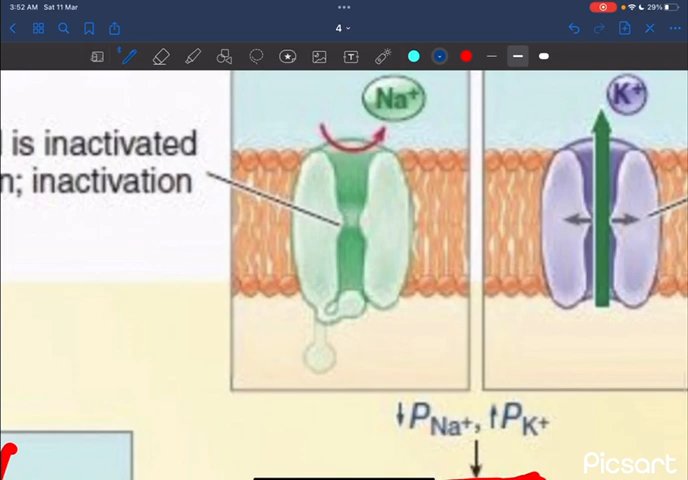 3:52 AM Sat 11 Mar
29%
4
Na+
K+
is inactivated
n; inactivation
↓PNa+, ↑PK+
Picsart